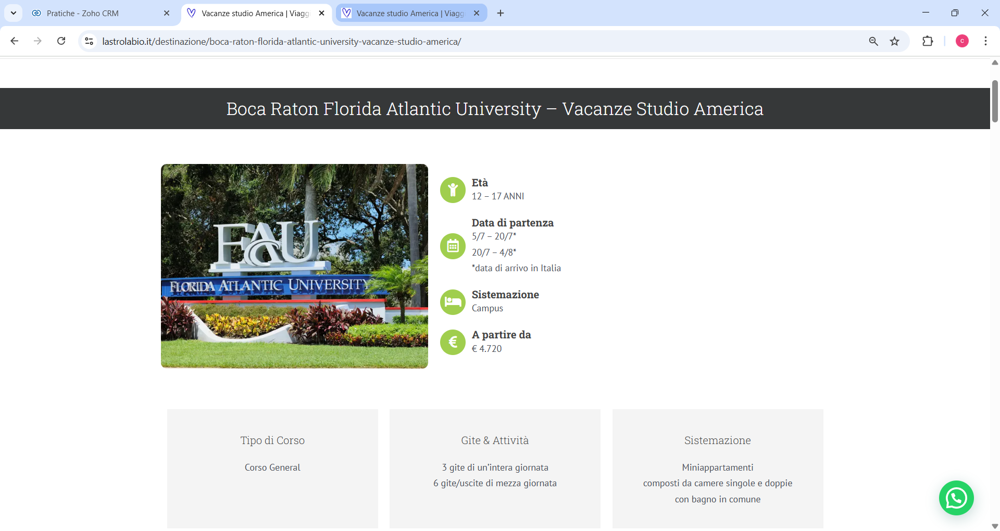 Pratiche - Zoho CRM
Vacanze studio America | Viagg
Vacanze studio America | Viagg
lastrolabio.it/destinazione/boca-raton-florida-atlantic-university-vacanze-studio-america/
C
Boca Raton Florida Atlantic University – Vacanze Studio America
FAU
FLORIDA ATLANTIC UNIVERSITY
Età
12 – 17 ANNI
Data di partenza
5/7 – 20/7*
20/7 – 4/8*
*data di arrivo in Italia
Sistemazione
Campus
€
A partire da
€ 4.720
Tipo di Corso
Corso General
Gite & Attività
3 gite di un’intera giornata
6 gite/uscite di mezza giornata
Sistemazione
Miniappartamenti
composti da camere singole e doppie
con bagno in comune